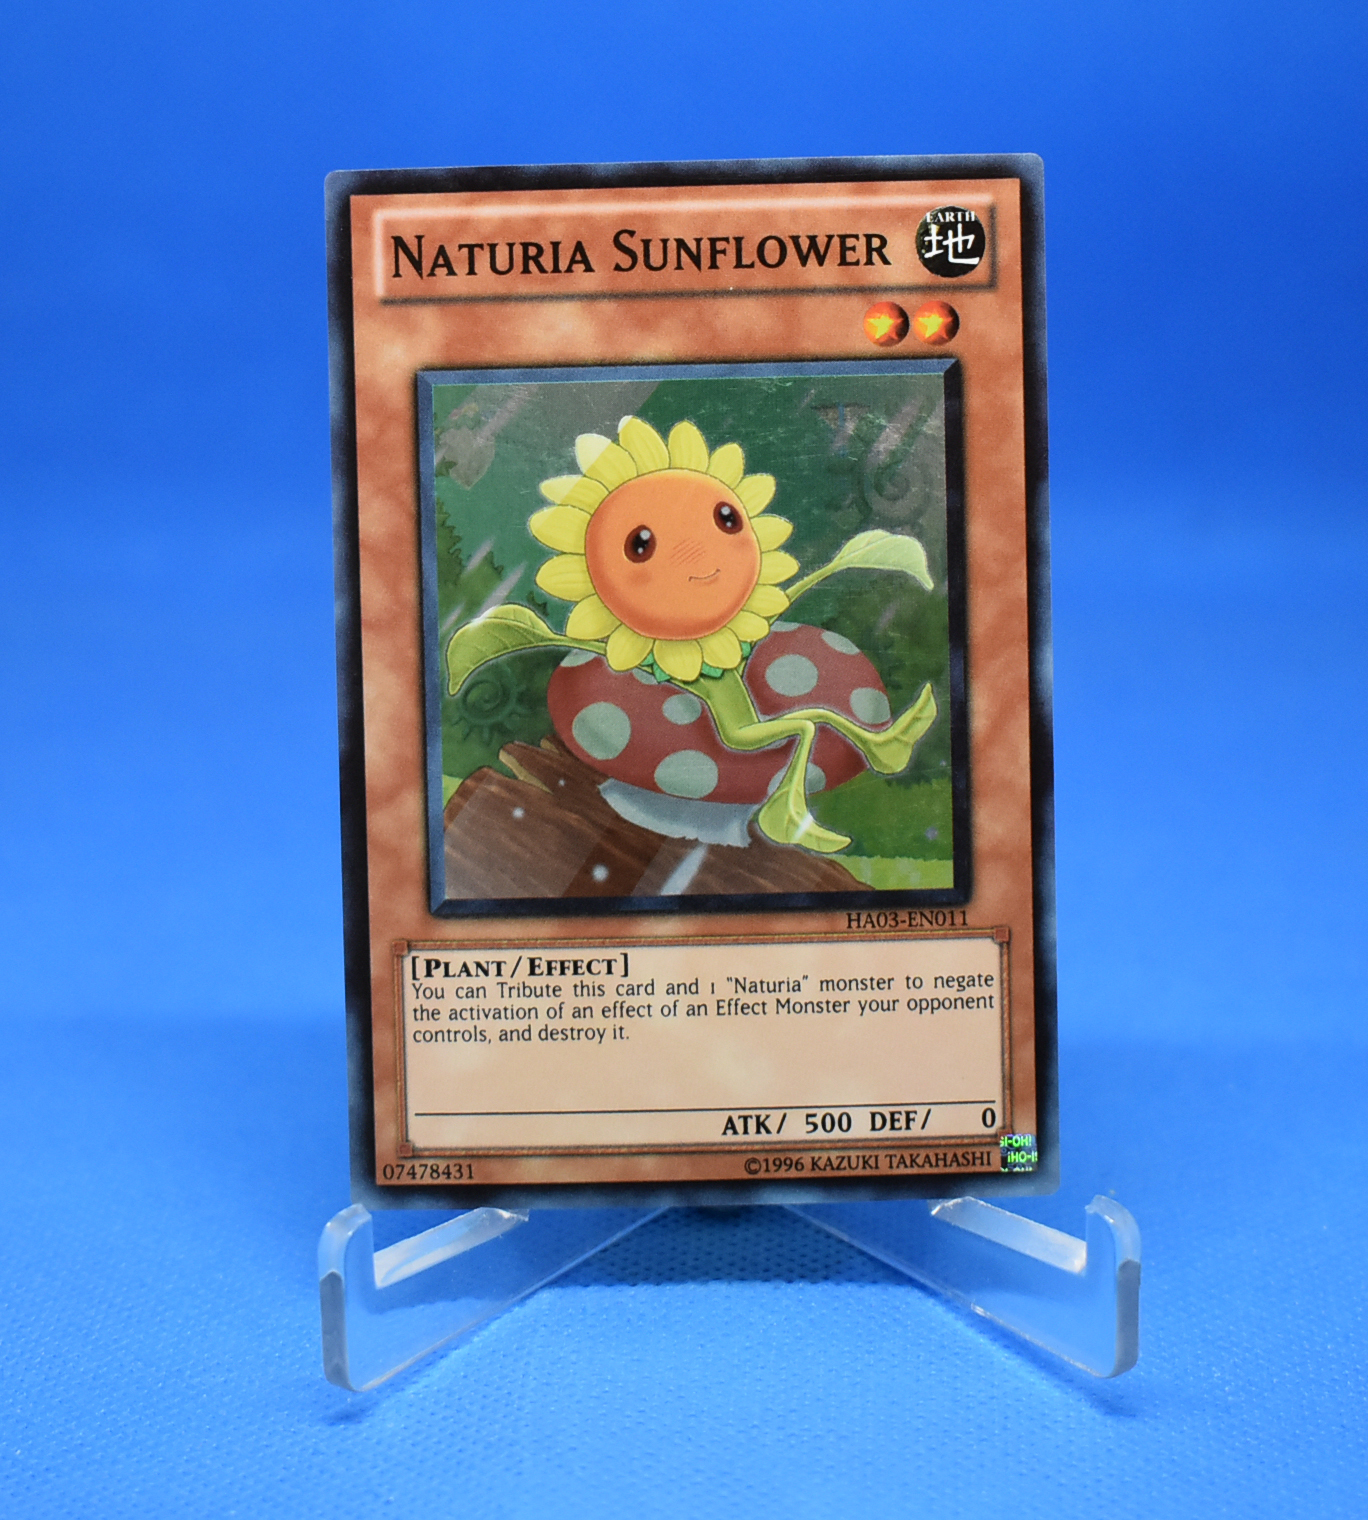 NATURIA SUNFLOWER
EARTH
地
HA03-EN011
[PLANT/EFFECT]
You can Tribute this card and 1 "Naturia" monster to negate
the activation of an effect of an Effect Monster your opponent
controls, and destroy it.
ATK/ 500 DEF/ 0
07478431
©1996 KAZUKI TAKAHASHI